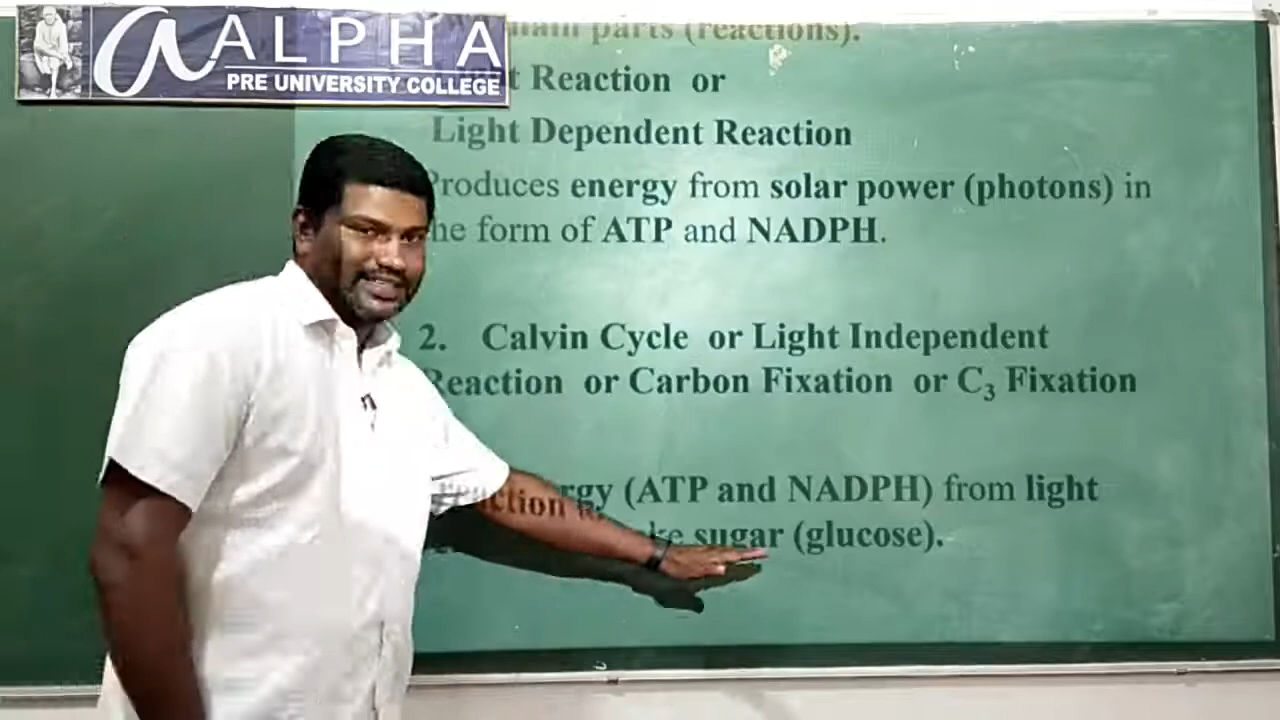 ALPHA
PRE UNIVERSITY COLLEGE
main parts (reactions).
Reaction or
Light Dependent Reaction
Produces energy from solar power (photons) in
the form of ATP and NADPH.
2. Calvin Cycle or Light Independent
Reaction or Carbon Fixation or C₃ Fixation
(ATP and NADPH) from light
reaction sugar (glucose).